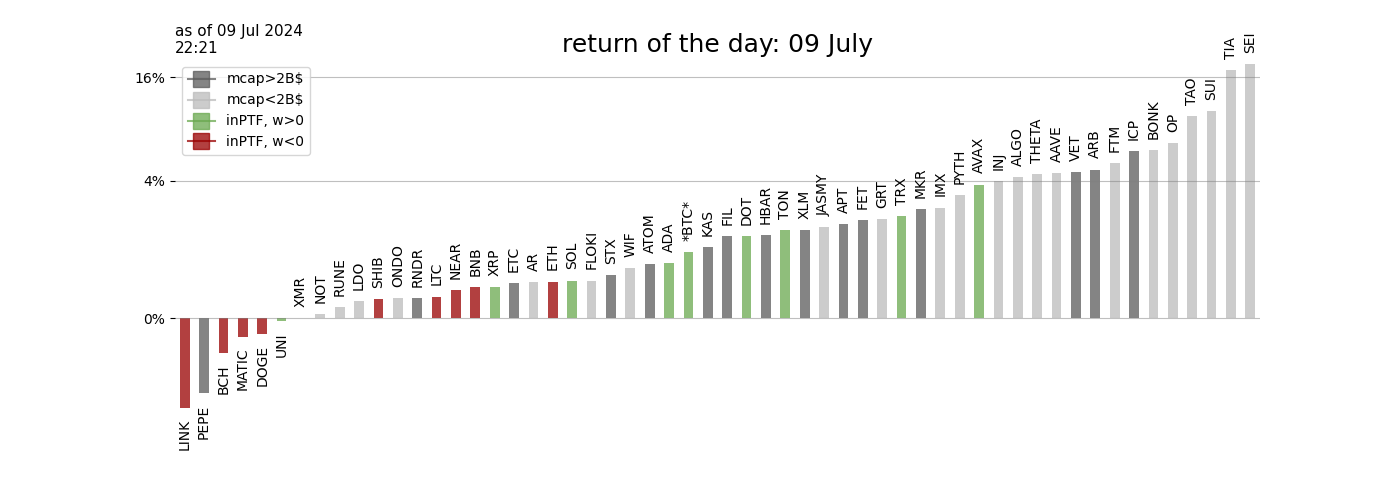 as of 09 Jul 2024
22:21
return of the day: 09 July
mcap>2B$
mcap<2B$
inPTF, w>0
inPTF, w<0
16%
4%
0%
LINK
PEPE
BCH
MATIC
DOGE
UNI
XMR
NOT
RUNE
LDO
SHIB
ONDO
RNDR
LTC
NEAR
BNB
XRP
ETC
AR
ETH
SOL
FLOKI
STX
WIF
ATOM
ADA
*BTC*
KAS
FIL
DOT
HBAR
TON
XLM
JASMY
APT
FET
GRT
TRX
MKR
IMX
PYTH
AVAX
INJ
ALGO
THETA
AAVE
VET
ARB
FTM
ICP
BONK
OP
TAO
SUI
TIA
SEI